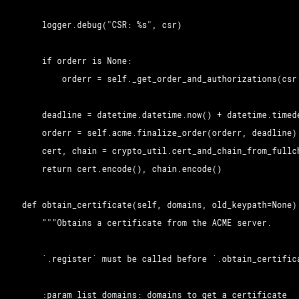 logger.debug("CSR: %s", csr)
if orderr is None:
orderr = self._get_order_and_authorizations(csr
deadline = datetime.datetime.now() + datetime.timede
orderr = self.acme.finalize_order(orderr, deadline)
cert, chain = crypto_util.cert_and_chain_from_fullch
return cert.encode(), chain.encode()
def obtain_certificate(self, domains, old_keypath=None)
"""Obtains a certificate from the ACME server.
`.register` must be called before `.obtain_certifica
:param list domains: domains to get a certificate